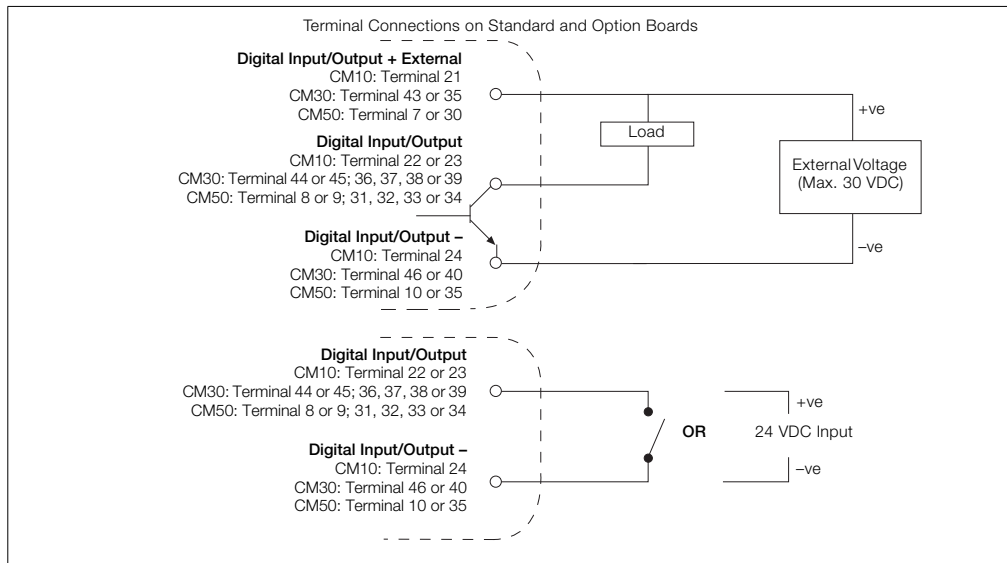 Terminal Connections on Standard and Option Boards
Digital Input/Output + External
CM10: Terminal 21
CM30: Terminal 43 or 35
CM50: Terminal 7 or 30
Digital Input/Output
CM10: Terminal 22 or 23
CM30: Terminal 44 or 45; 36, 37, 38 or 39
CM50: Terminal 8 or 9; 31, 32, 33 or 34
Digital Input/Output –
CM10: Terminal 24
CM30: Terminal 46 or 40
CM50: Terminal 10 or 35
Load
+ve
External Voltage
(Max. 30 VDC)
–ve
Digital Input/Output
CM10: Terminal 22 or 23
CM30: Terminal 44 or 45; 36, 37, 38 or 39
CM50: Terminal 8 or 9; 31, 32, 33 or 34
Digital Input/Output –
CM10: Terminal 24
CM30: Terminal 46 or 40
CM50: Terminal 10 or 35
OR
+ve
24 VDC Input
–ve